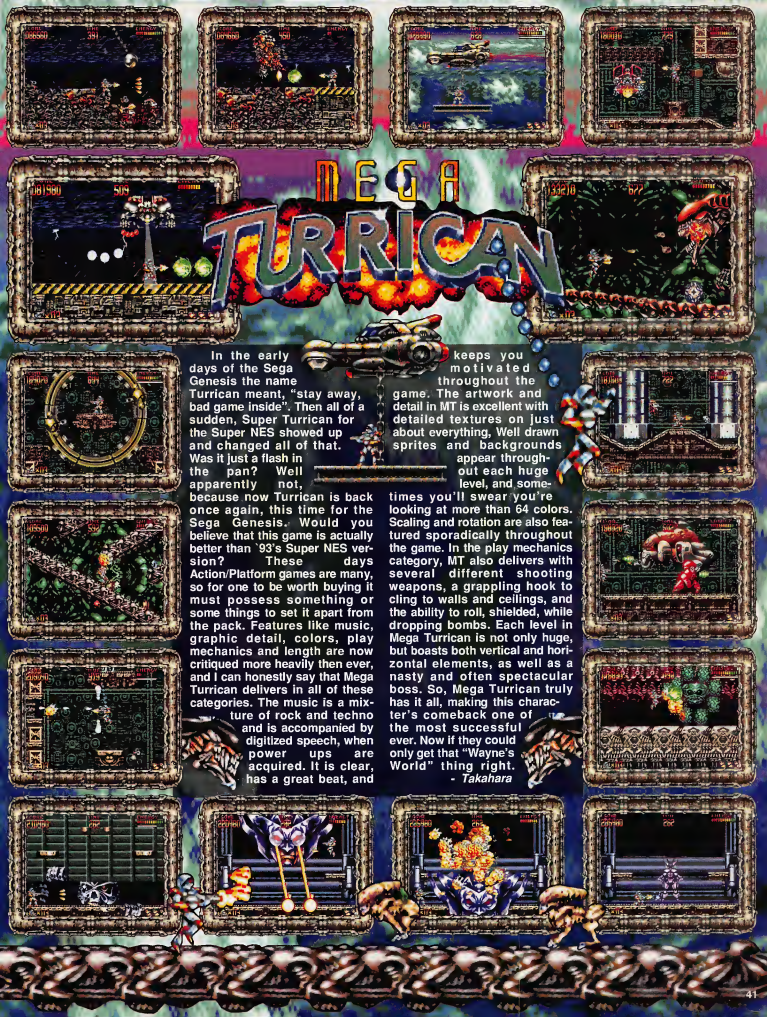 MEGA
TURRICAN
In the early
days of the Sega
Genesis the name
Turrican meant, “stay away,
bad game inside”. Then all of a
sudden, Super Turrican for
the Super NES showed up
and changed all of that.
Was it just a flash in
the pan? Well
apparently not,
because now Turrican is back
once again, this time for the
Sega Genesis. Would you
believe that this game is actually
better than `93's Super NES ver-
sion? These days
Action/Platform games are many,
so for one to be worth buying it
must possess something or
some things to set it apart from
the pack. Features like music,
graphic detail, colors, play
mechanics and length are now
critiqued more heavily then ever,
and I can honestly say that Mega
Turrican delivers in all of these
categories. The music is a mix-
ture of rock and techno
and is accompanied by
digitized speech, when
power ups are
acquired. It is clear,
has a great beat, and
keeps you
motivated
throughout the
game. The artwork and
detail in MT is excellent with
detailed textures on just
about everything, Well drawn
sprites and backgrounds
appear through-
out each huge
level, and some-
times you'll swear you're
looking at more than 64 colors.
Scaling and rotation are also fea-
tured sporadically throughout
the game. In the play mechanics
category, MT also delivers with
several different shooting
weapons, a grappling hook to
cling to walls and ceilings, and
the ability to roll, shielded, while
dropping bombs. Each level in
Mega Turrican is not only huge,
but boasts both vertical and hori-
zontal elements, as well as a
nasty and often spectacular
boss. So, Mega Turrican truly
has it all, making this charac-
ter's comeback one of
the most successful
ever. Now if they could
only get that “Wayne's
World” thing right.
- Takahara
41